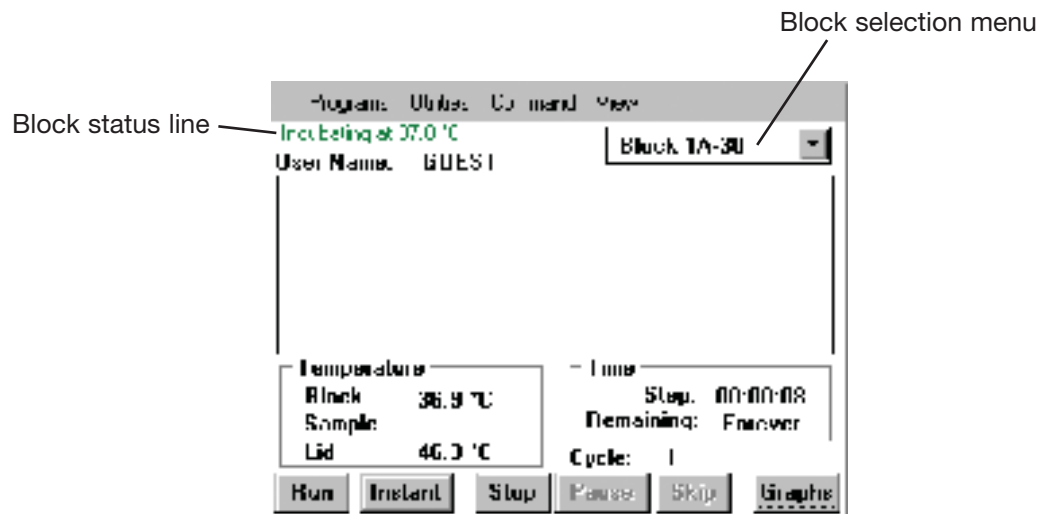 Block selection menu
Programs Utilities Command View
Block status line
Incubating at 37.0 °C
Block 1A-30
User Name: GUEST
Temperature
Time
Block 36.9 °C
Step: 00:00:08
Sample
Remaining: Forever
Lid
Cycle: 1
Run Instant Stop Pause Skip Graphs